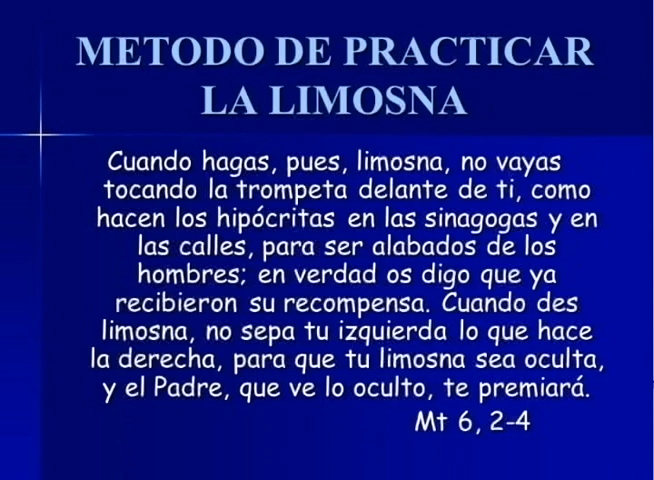 METODO DE PRACTICAR
LA LIMOSNA
Cuando hagas, pues, limosna, no vayas
tocando la trompeta delante de ti, como
hacen los hipócritas en las sinagogas y en
las calles, para ser alabados de los
hombres; en verdad os digo que ya
recibieron su recompensa. Cuando des
limosna, no sepa tu izquierda lo que hace
la derecha, para que tu limosna sea oculta,
y el Padre, que ve lo oculto, te premiará.
Mt 6, 2-4